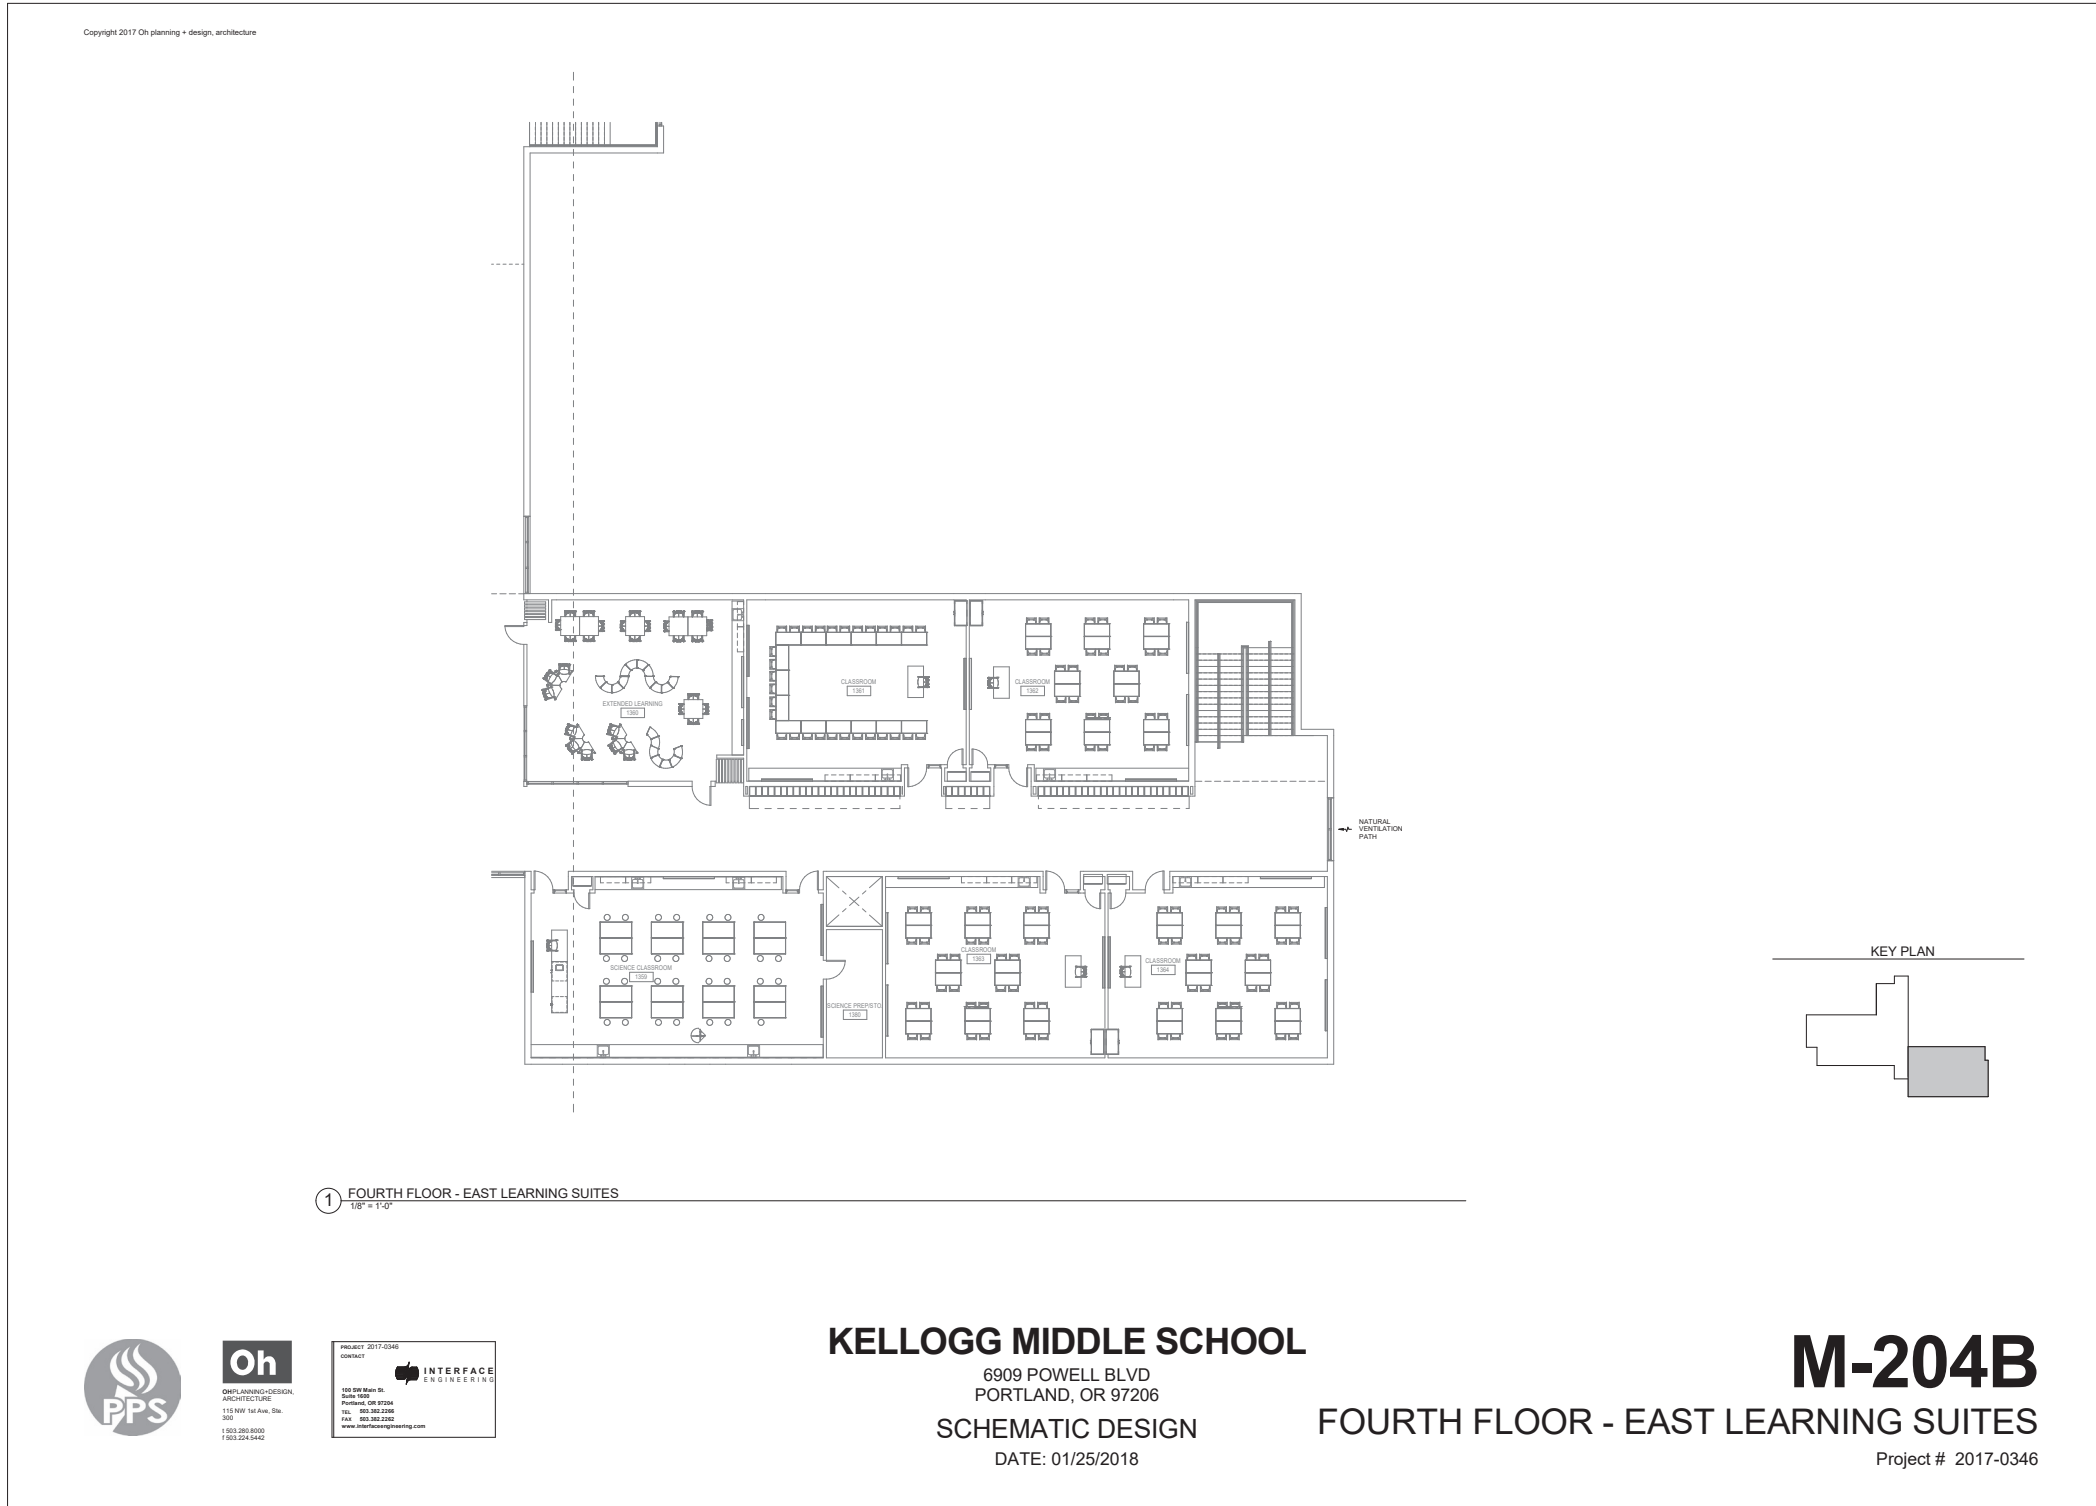 Copyright 2017 Oh planning + design, architecture
EXTENDED LEARNING
1360
CLASSROOM
1361
CLASSROOM
1362
NATURAL
VENTILATION
PATH
SCIENCE CLASSROOM
1359
SCIENCE PREP/STO.
1380
CLASSROOM
1363
CLASSROOM
1364
KEY PLAN
1
FOURTH FLOOR - EAST LEARNING SUITES
1/8" = 1'-0"
PPS
Oh
OHPLANNING+DESIGN,
ARCHITECTURE
115 NW 1st Ave, Ste.
300
t 503.280.8000
f 503.224.5442
PROJECT 2017-0346
CONTACT
INTERFACE
ENGINEERING
100 SW Main St.
Suite 1600
Portland, OR 97204
TEL 503.382.2266
FAX 503.382.2262
www.interfaceengineering.com
KELLOGG MIDDLE SCHOOL
6909 POWELL BLVD
PORTLAND, OR 97206
SCHEMATIC DESIGN
DATE: 01/25/2018
M-204B
FOURTH FLOOR - EAST LEARNING SUITES
Project # 2017-0346